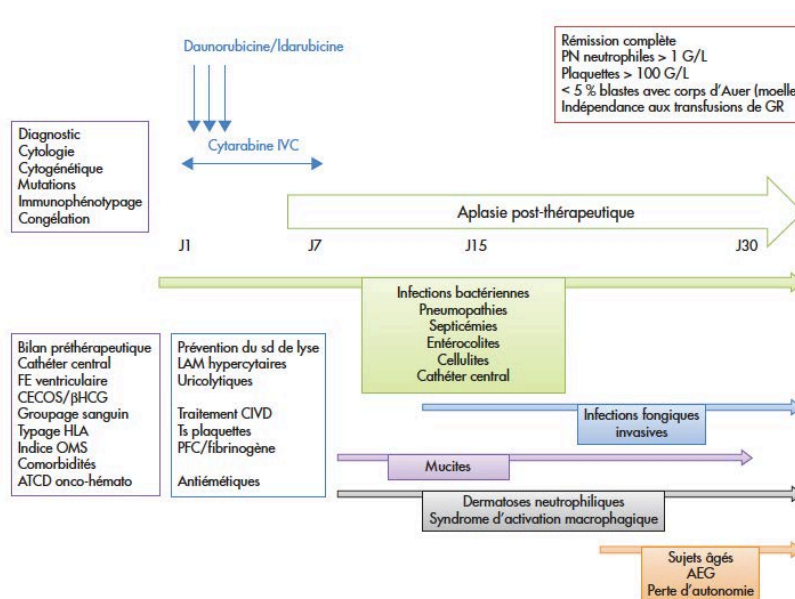 Daunorubicine/Idarubicine
Cytarabine IVC
Rémission complète
PN neutrophiles > 1 G/L
Plaquettes > 100 G/L
< 5 % blastes avec corps d'Auer (moelle
Indépendance aux transfusions de GR
Diagnostic
Cytologie
Cytogénétique
Mutations
Immunophénotypage
Congélation
Aplasie post-thérapeutique
J1
J7
J15
J30
Infections bactériennes
Pneumopathies
Septicémies
Entérocolites
Cellulites
Cathéter central
Bilan préthérapeutique
Cathéter central
FE ventriculaire
CECOS/βHCG
Groupage sanguin
Typage HLA
Indice OMS
Comorbidités
ATCD onco-hémato
Prévention du sd de lyse
LAM hypercytaires
Uricolytiques
Traitement CIVD
Ts plaquettes
PFC/fibrinogène
Antiémétiques
Infections fongiques
invasives
Mucites
Dermatoses neutrophiliques
Syndrome d'activation macrophagique
Sujets âgés
AEG
Perte d'autonomie